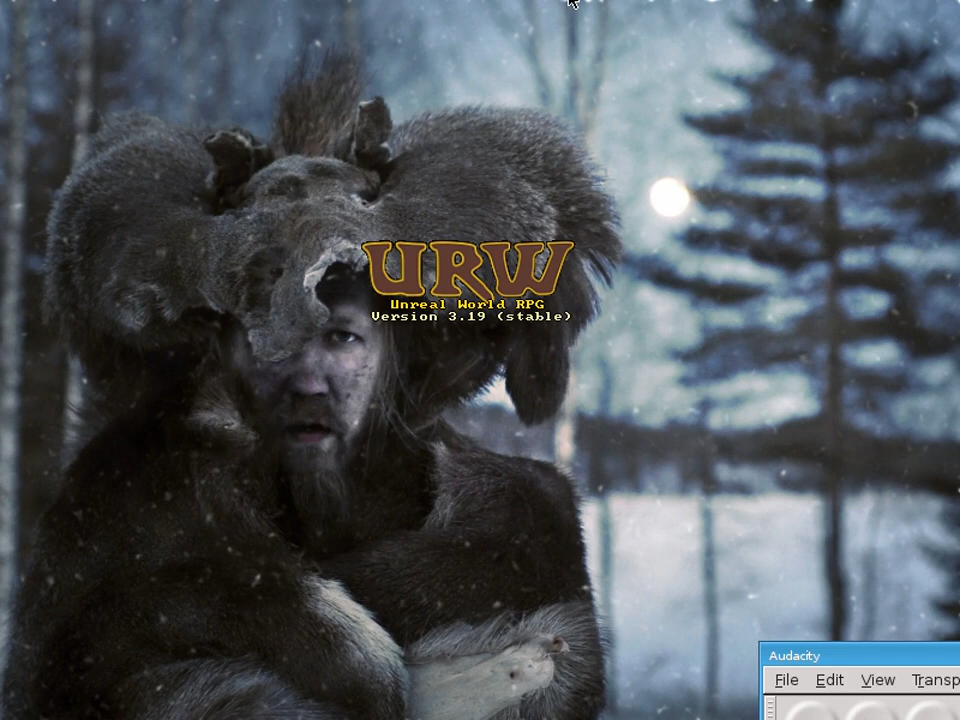 URW
Unreal World RPG
Version 3.19 (stable)
Audacity
File Edit View Transp